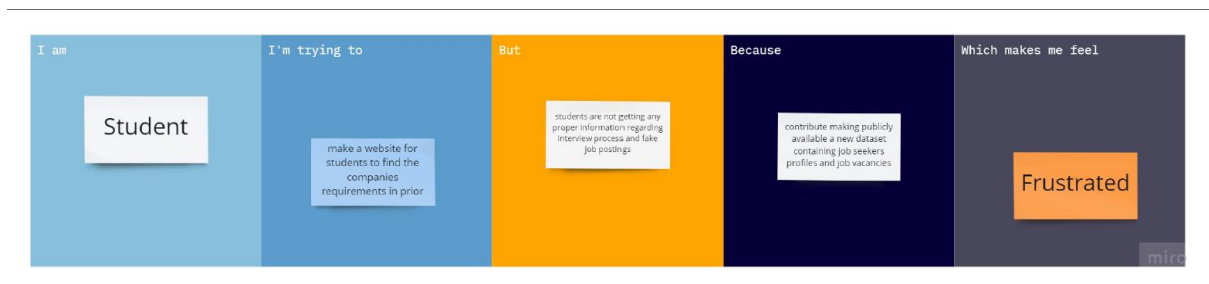 I am
Student
I'm trying to
make a website for
students to find the
companies
requirements in prior
But
students are not getting any
proper information regarding
interview process and fake
job postings
Because
contribute making publicly
available a new dataset
containing job seekers
profiles and job vacancies
Which makes me feel
Frustrated
miro